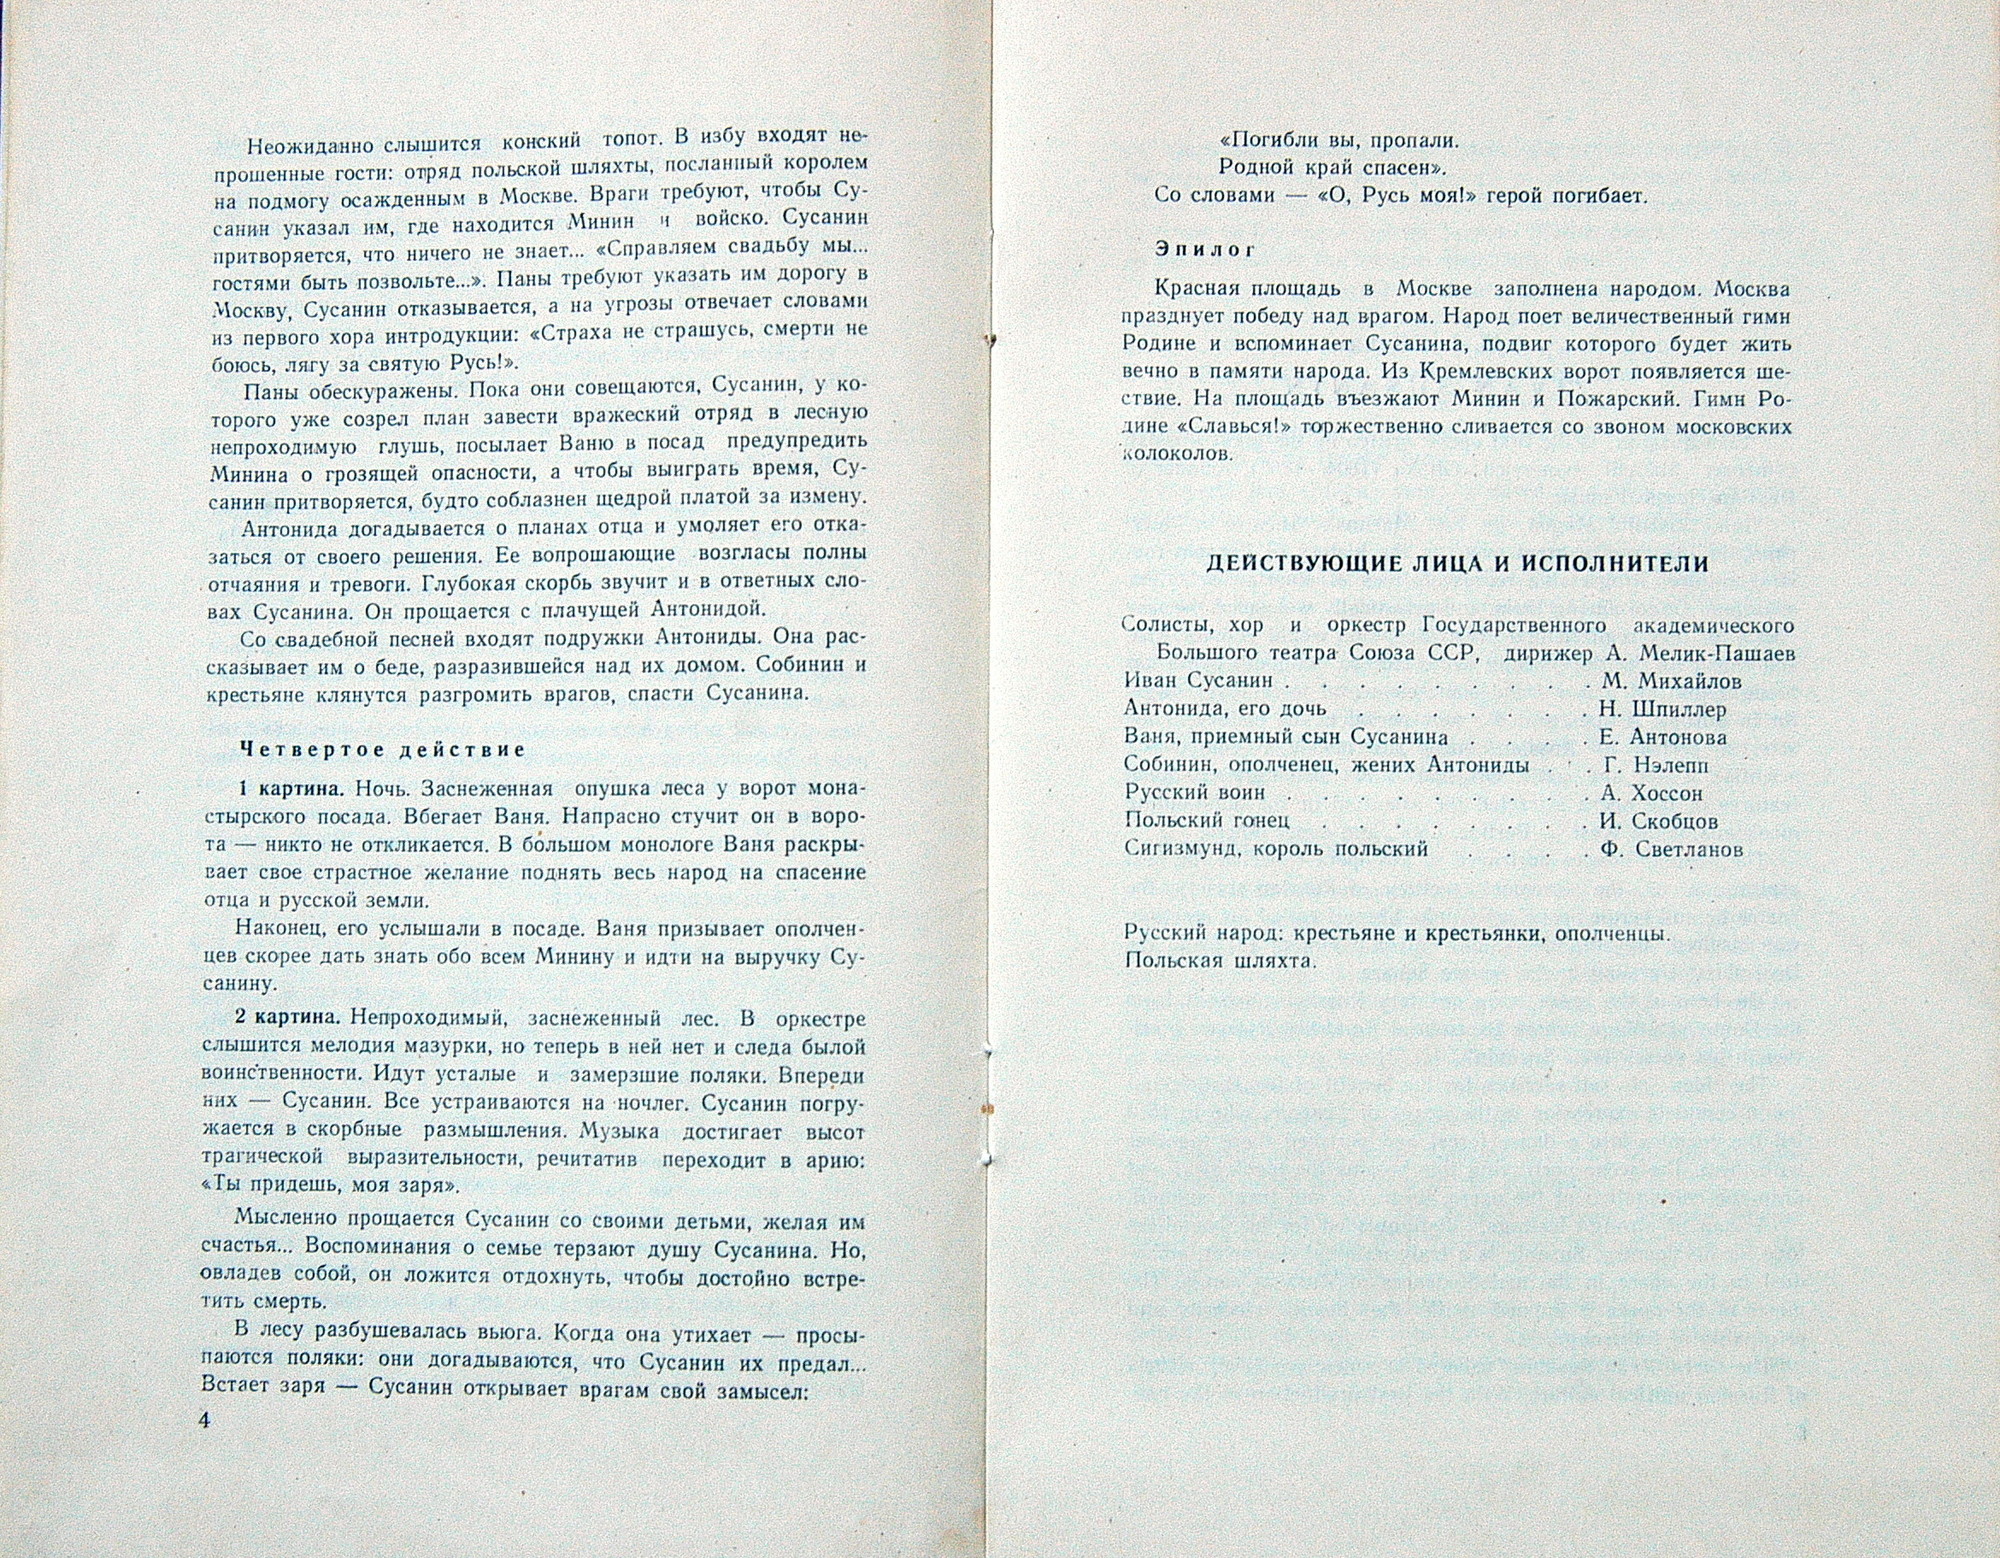 Неожиданно слышится конский топот. В избу входят не-
прошенные гости: отряд польской шляхты, посланный королем
на подмогу осажденным в Москве. Враги требуют, чтобы Су-
санин указал им, где находится Минин и войско. Сусанин
притворяется, что ничего не знает... «Справляем свадьбу мы...
гостями быть позвольте...». Паны требуют указать им дорогу в
Москву, Сусанин отказывается, а на угрозы отвечает словами
из первого хора интродукции: «Страха не страшусь, смерти не
боюсь, лягу за святую Русь!».
Паны обескуражены. Пока они совещаются, Сусанин, у ко-
торого уже созрел план завести вражеский отряд в лесную
непроходимую глушь, посылает Ваню в посад предупредить
Минина о грозящей опасности, а чтобы выиграть время, Су-
санин притворяется, будто соблазнен щедрой платой за измену.
Антонида догадывается о планах отца и умоляет его отка-
заться от своего решения. Ее вопрошающие возгласы полны
отчаяния и тревоги. Глубокая скорбь звучит и в ответных сло-
вах Сусанина. Он прощается с плачущей Антонидой.
Со свадебной песней входят подружки Антониды. Она рас-
сказывает им о беде, разразившейся над их домом. Собинин и
крестьяне клянутся разгромить врагов, спасти Сусанина.
Четвертое действие
1 картина. Ночь. Заснеженная опушка леса у ворот мона-
стырского посада. Вбегает Ваня. Напрасно стучит он в воро-
та — никто не откликается. В большом монологе Ваня раскры-
вает свое страстное желание поднять весь народ на спасение
отца и русской земли.
Наконец, его услышали в посаде. Ваня призывает ополчен-
цев скорее дать знать обо всем Минину и идти на выручку Су-
санину.
2 картина. Непроходимый, заснеженный лес. В оркестре
слышится мелодия мазурки, но теперь в ней нет и следа былой
воинственности. Идут усталые и замерзшие поляки. Впереди
них — Сусанин. Все устраиваются на ночлег. Сусанин погру-
жается в скорбные размышления. Музыка достигает высот
трагической выразительности, речитатив переходит в арию:
«Ты придешь, моя заря».
Мысленно прощается Сусанин со своими детьми, желая им
счастья... Воспоминания о семье терзают душу Сусанина. Но,
овладев собой, он ложится отдохнуть, чтобы достойно встре-
тить смерть.
В лесу разбушевалась вьюга. Когда она утихает — просы-
паются поляки: они догадываются, что Сусанин их предал...
Встает заря — Сусанин открывает врагам свой замысел:
4
«Погибли вы, пропали.
Родной край спасен».
Со словами — «О, Русь моя!» герой погибает.
Эпилог
Красная площадь в Москве заполнена народом. Москва
празднует победу над врагом. Народ поет величественный гимн
Родине и вспоминает Сусанина, подвиг которого будет жить
вечно в памяти народа. Из Кремлевских ворот появляется ше-
ствие. На площадь въезжают Минин и Пожарский. Гимн Ро-
дине «Славься!» торжественно сливается со звоном московских
колоколов.
ДЕЙСТВУЮЩИЕ ЛИЦА И ИСПОЛНИТЕЛИ
Солисты, хор и оркестр Государственного академического
Большого театра Союза ССР, дирижер А. Мелик-Пашаев
Иван Сусанин . . . . . . . . . М. Михайлов
Антонида, его дочь . . . . . . . Н. Шпиллер
Ваня, приемный сын Сусанина . . . . Е. Антонова
Собинин, ополченец, жених Антониды . . . Г. Нэлепп
Русский воин . . . . . . . . . А. Хоссон
Польский гонец . . . . . . . . И. Скобцов
Сигизмунд, король польский . . . . Ф. Светланов
Русский народ: крестьяне и крестьянки, ополченцы.
Польская шляхта.